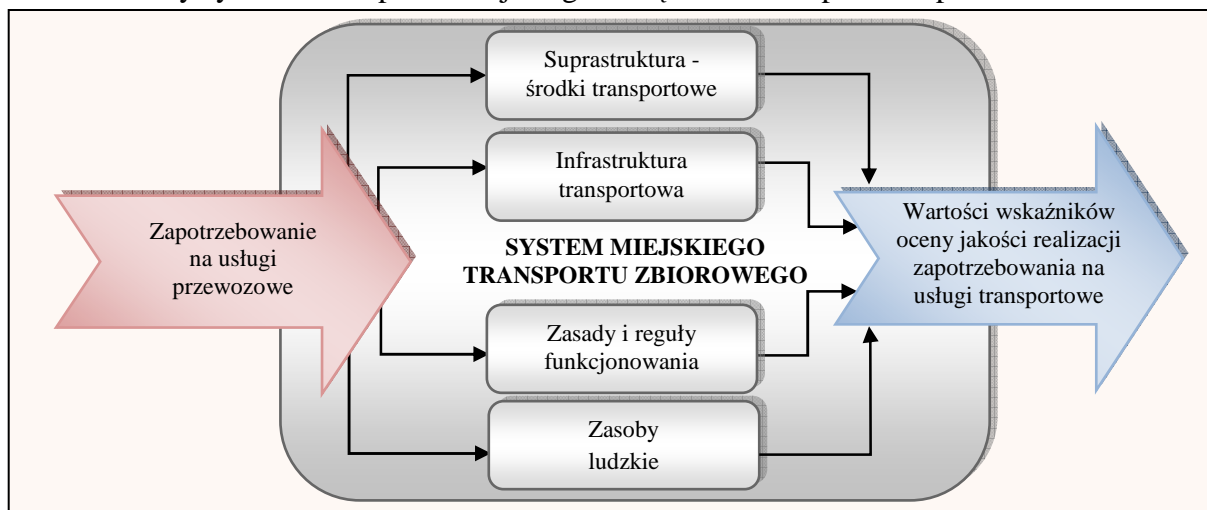 Suprastruktura -
środki transportowe
Infrastruktura
transportowa
Zapotrzebowanie
na usługi
przewozowe
SYSTEM MIEJSKIEGO
TRANSPORTU ZBIOROWEGO
Wartości wskaźników
oceny jakości realizacji
zapotrzebowania na
usługi transportowe
Zasady i reguły
funkcjonowania
Zasoby
ludzkie